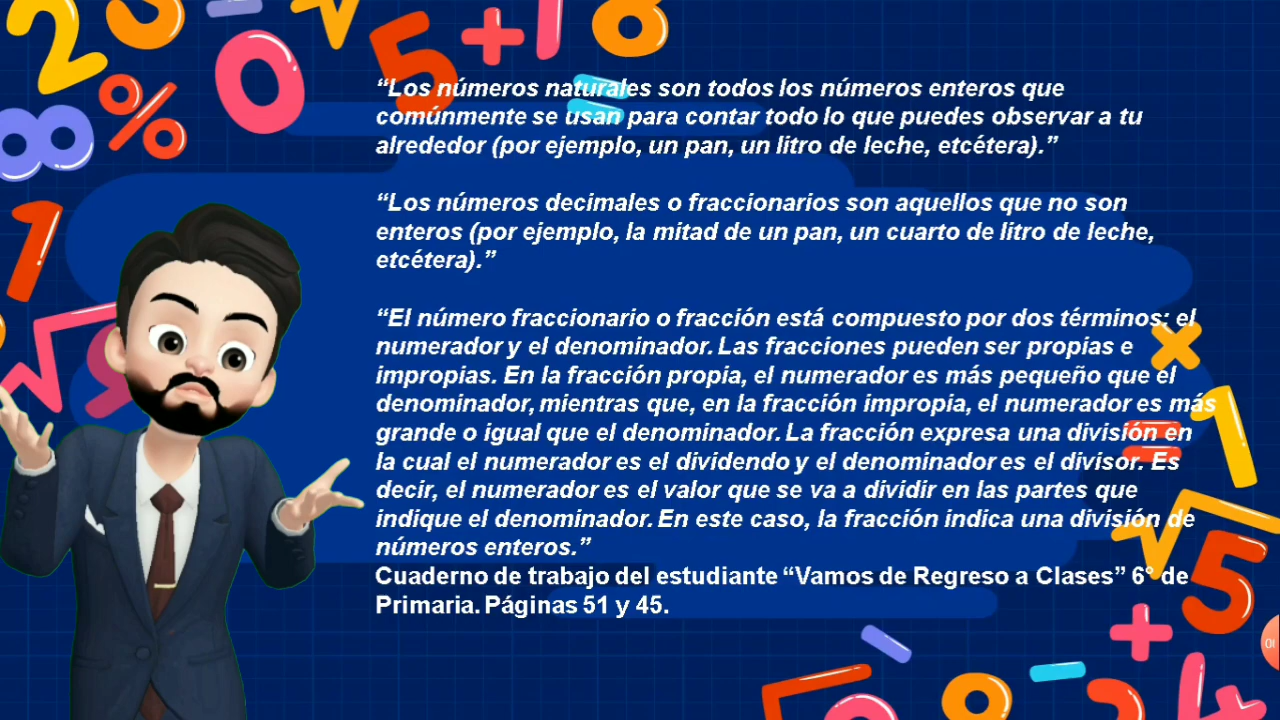 “Los números naturales son todos los números enteros que
comúnmente se usan para contar todo lo que puedes observar a tu
alrededor (por ejemplo, un pan, un litro de leche, etcétera).”
“Los números decimales o fraccionarios son aquellos que no son
enteros (por ejemplo, la mitad de un pan, un cuarto de litro de leche,
etcétera).”
“El número fraccionario o fracción está compuesto por dos términos: el
numerador y el denominador. Las fracciones pueden ser propias e
impropias. En la fracción propia, el numerador es más pequeño que el
denominador, mientras que, en la fracción impropia, el numerador es más
grande o igual que el denominador. La fracción expresa una división en
la cual el numerador es el dividendo y el denominador es el divisor. Es
decir, el numerador es el valor que se va a dividir en las partes que
indique el denominador. En este caso, la fracción indica una división de
números enteros.”
Cuaderno de trabajo del estudiante “Vamos de Regreso a Clases” 6° de
Primaria. Páginas 51 y 45.